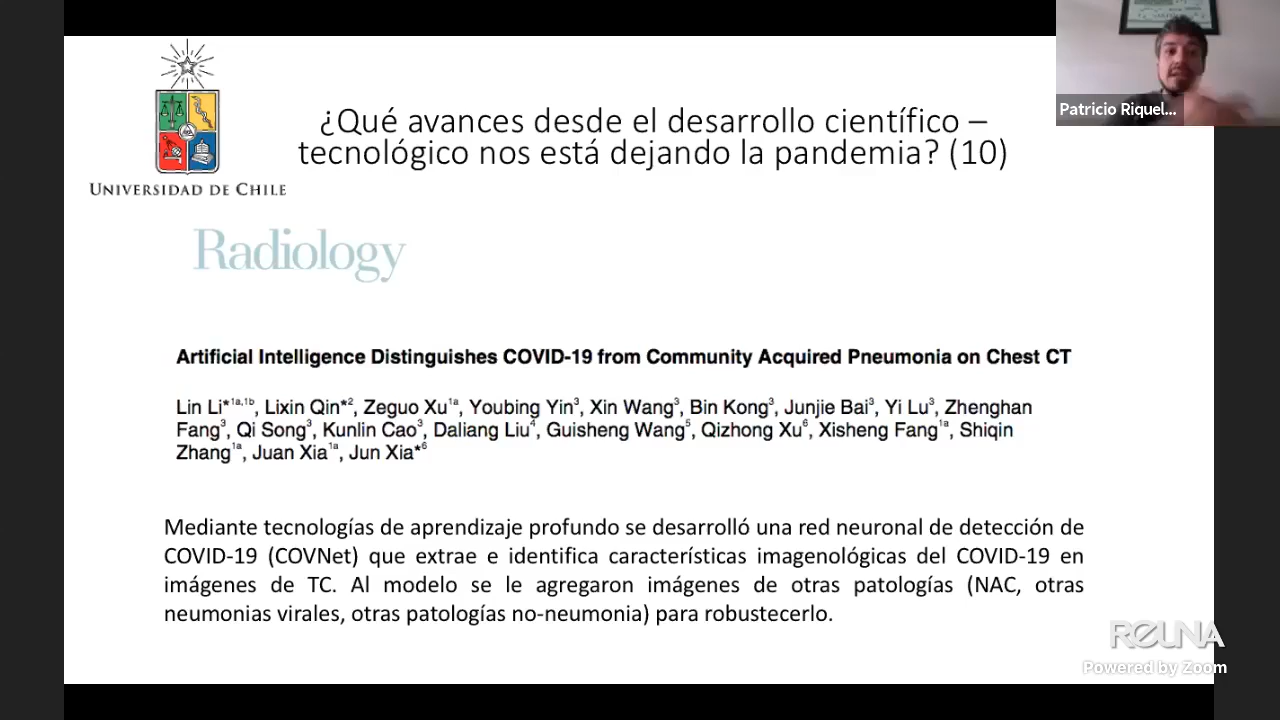 Patricio Riquel...
¿Qué avances desde el desarrollo científico –
tecnológico nos está dejando la pandemia? (10)
UNIVERSIDAD DE CHILE
Radiology
Artificial Intelligence Distinguishes COVID-19 from Community Acquired Pneumonia on Chest CT
Lin Li*1a,1b, Lixin Qin*2, Zeguo Xu1a, Youbing Yin3, Xin Wang3, Bin Kong3, Junjie Bai3, Yi Lu3, Zhenghan
Fang3, Qi Song3, Kunlin Cao3, Daliang Liu4, Guisheng Wang5, Qizhong Xu6, Xisheng Fang1a, Shiqin
Zhang1a, Juan Xia1a, Jun Xia*6
Mediante tecnologías de aprendizaje profundo se desarrolló una red neuronal de detección de
COVID-19 (COVNet) que extrae e identifica características imagenológicas del COVID-19 en
imágenes de TC. Al modelo se le agregaron imágenes de otras patologías (NAC, otras
neumonias virales, otras patologías no-neumonia) para robustecerlo.
REUNA
Powered by Zoom